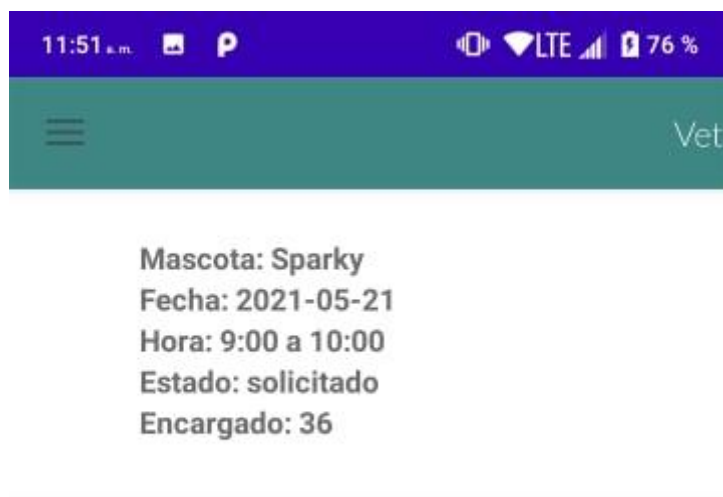 11:51 a. m. LTE 76 %
Vet
Mascota: Sparky
Fecha: 2021-05-21
Hora: 9:00 a 10:00
Estado: solicitado
Encargado: 36